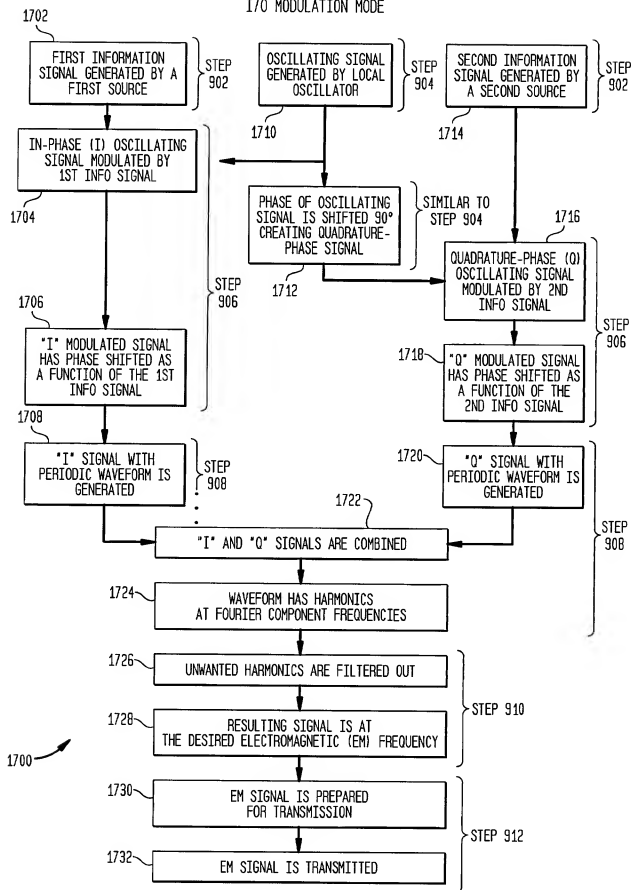 I/O MODULATION MODE
1702
FIRST INFORMATION
SIGNAL GENERATED BY A
FIRST SOURCE
STEP
902
OSCILLATING SIGNAL
GENERATED BY LOCAL
OSCILLATOR
STEP
904
1710
SECOND INFORMATION
SIGNAL GENERATED BY
A SECOND SOURCE
STEP
902
1714
IN-PHASE (I) OSCILLATING
SIGNAL MODULATED BY
1ST INFO SIGNAL
1704
STEP
906
PHASE OF OSCILLATING
SIGNAL IS SHIFTED 90°
CREATING QUADRATURE-
PHASE SIGNAL
SIMILAR TO
STEP 904
1712
1716
QUADRATURE-PHASE (Q)
OSCILLATING SIGNAL
MODULATED BY 2ND
INFO SIGNAL
STEP
906
1706
"I" MODULATED SIGNAL
HAS PHASE SHIFTED AS
A FUNCTION OF THE 1ST
INFO SIGNAL
1718
"Q" MODULATED SIGNAL
HAS PHASE SHIFTED AS
A FUNCTION OF THE
2ND INFO SIGNAL
1708
"I" SIGNAL WITH
PERIODIC WAVEFORM IS
GENERATED
STEP
908
1720
"Q" SIGNAL WITH
PERIODIC WAVEFORM IS
GENERATED
STEP
908
1722
"I" AND "Q" SIGNALS ARE COMBINED
1724
WAVEFORM HAS HARMONICS
AT FOURIER COMPONENT FREQUENCIES
1726
UNWANTED HARMONICS ARE FILTERED OUT
STEP 910
1728
RESULTING SIGNAL IS AT
THE DESIRED ELECTROMAGNETIC (EM) FREQUENCY
1700
1730
EM SIGNAL IS PREPARED
FOR TRANSMISSION
STEP 912
1732
EM SIGNAL IS TRANSMITTED